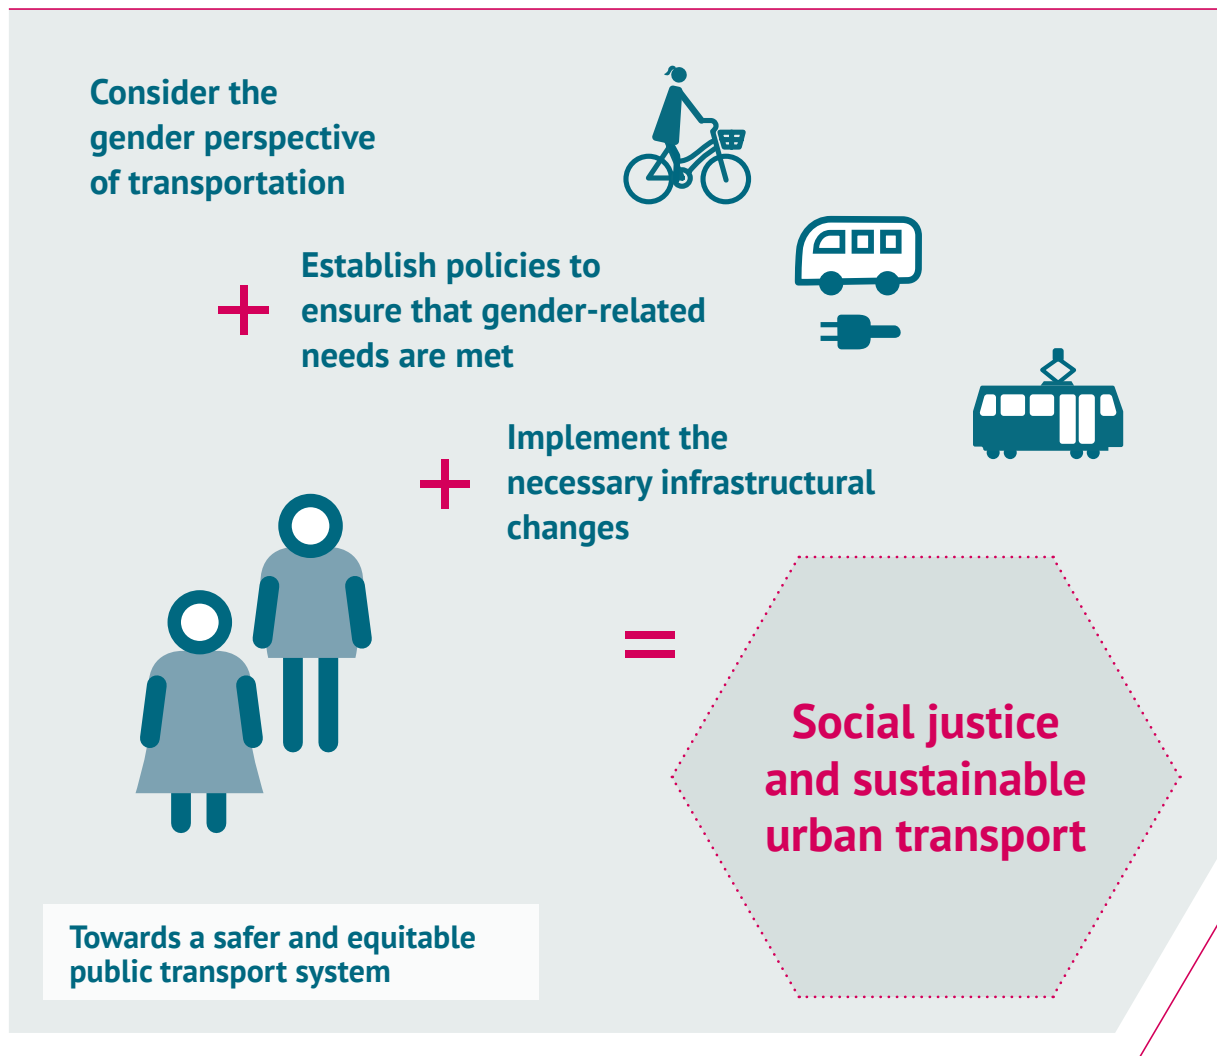 Consider the
gender perspective
of transportation
+
Establish policies to
ensure that gender-related
needs are met
+
Implement the
necessary infrastructural
changes
=
Social justice
and sustainable
urban transport
Towards a safer and equitable
public transport system